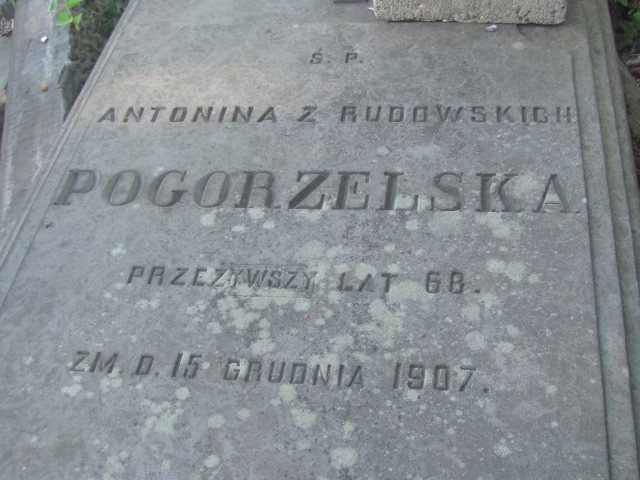 Ś. P.
ANTONINA Z RUDOWSKICH
POGORZELSKA
PRZEŻYWSZY LAT 68.
ZM. D. 15 GRUDNIA 1907.